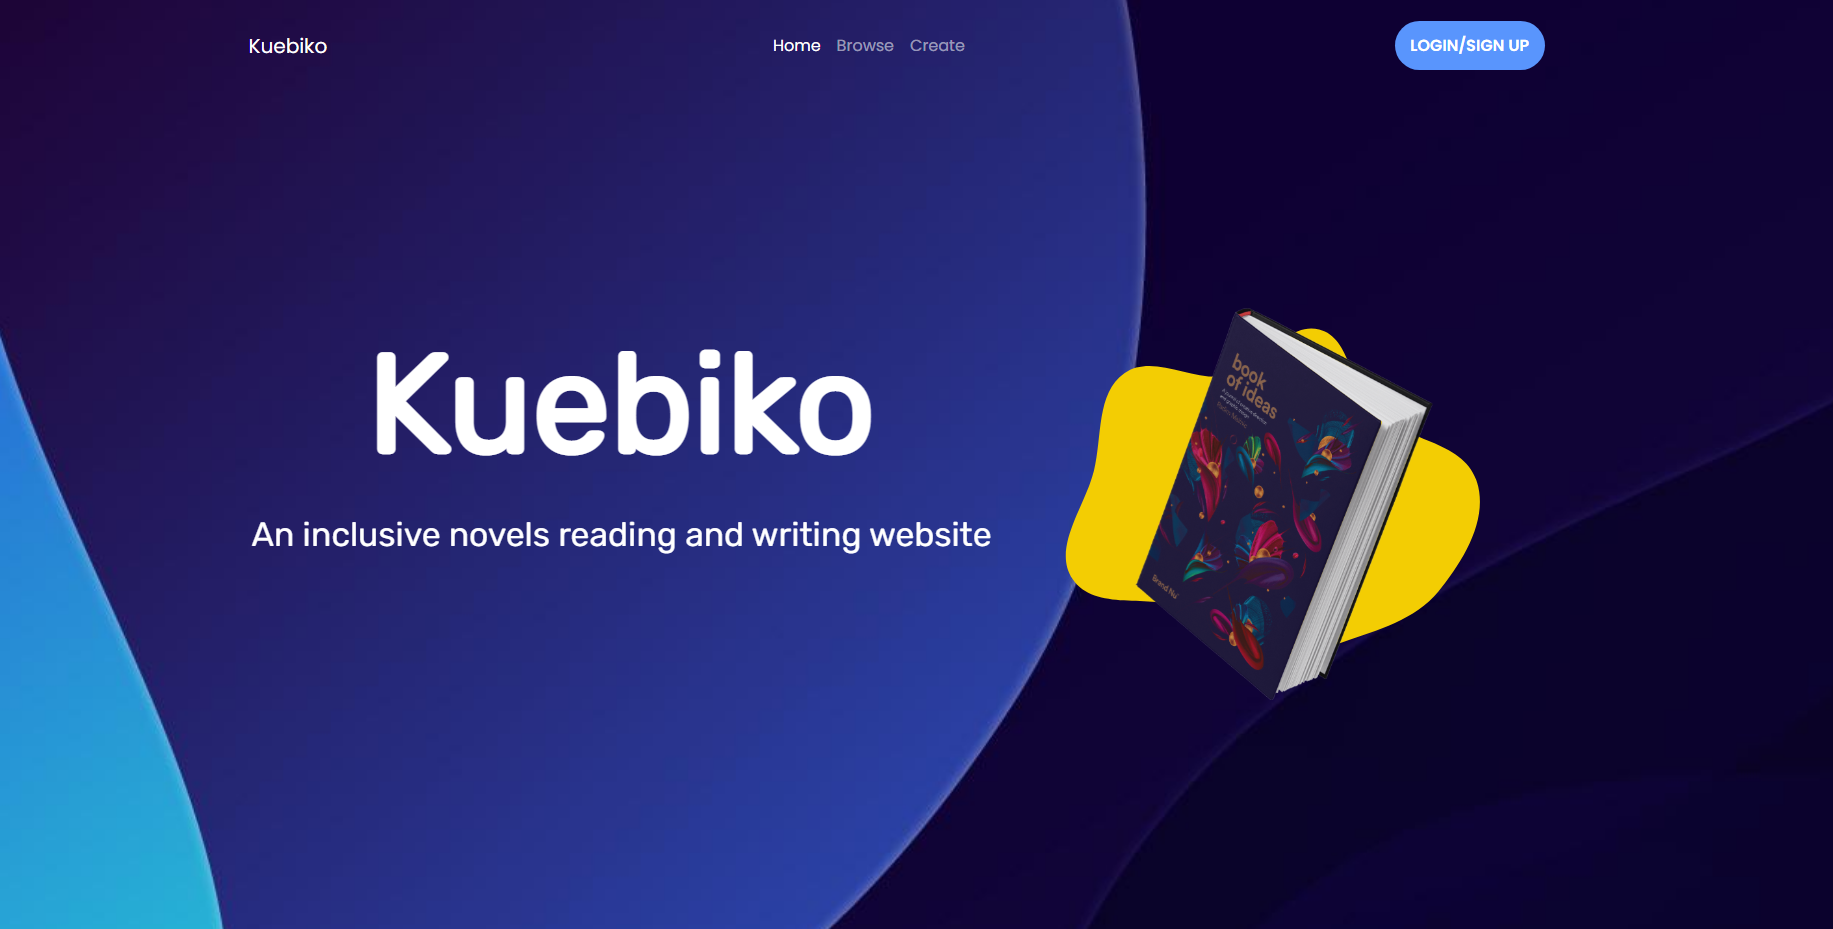 Kuebiko
Home Browse Create
LOGIN/SIGN UP
Kuebiko
An inclusive novels reading and writing website
book
of ideas
Brand Nu